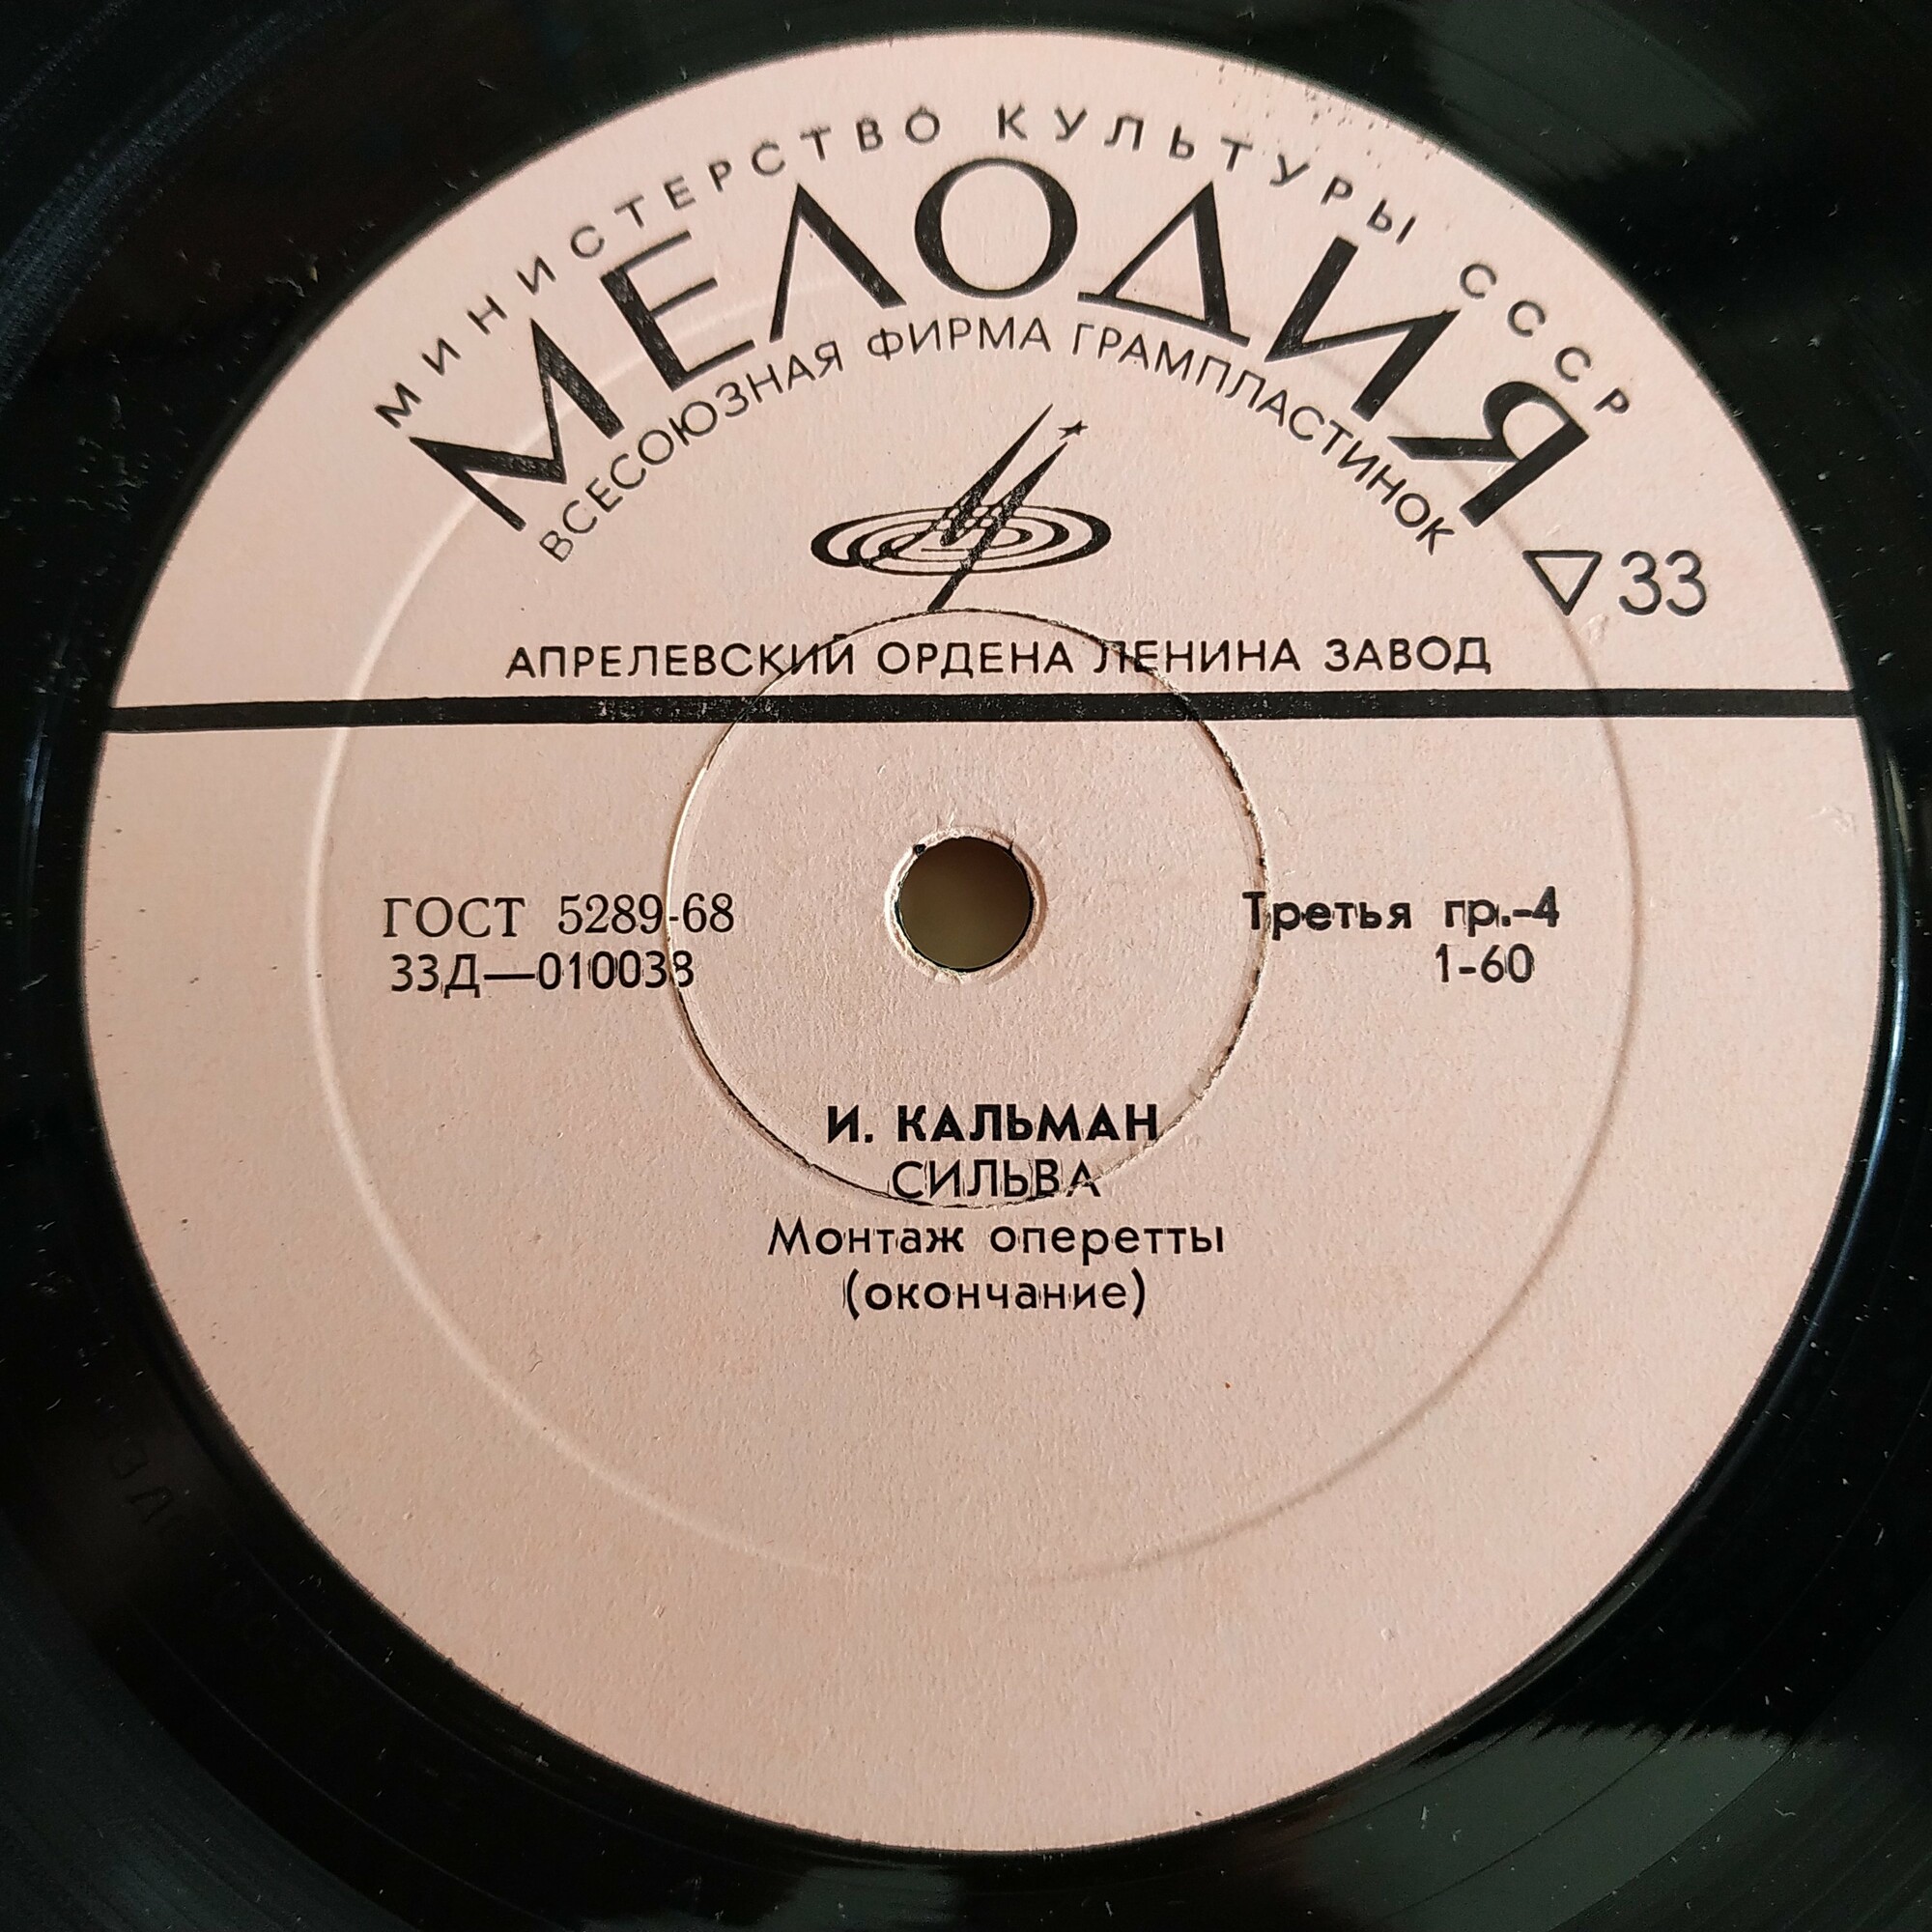 МИНИСТЕРСТВО КУЛЬТУРЫ СССР
МЕЛОДИЯ
ВСЕСОЮЗНАЯ ФИРМА ГРАМПЛАСТИНОК
33
АПРЕЛЕВСКИЙ ОРДЕНА ЛЕНИНА ЗАВОД
ГОСТ 5289-68
33Д—010038
Третья гр.-4
1-60
И. КАЛЬМАН
СИЛЬВА
Монтаж оперетты
(окончание)